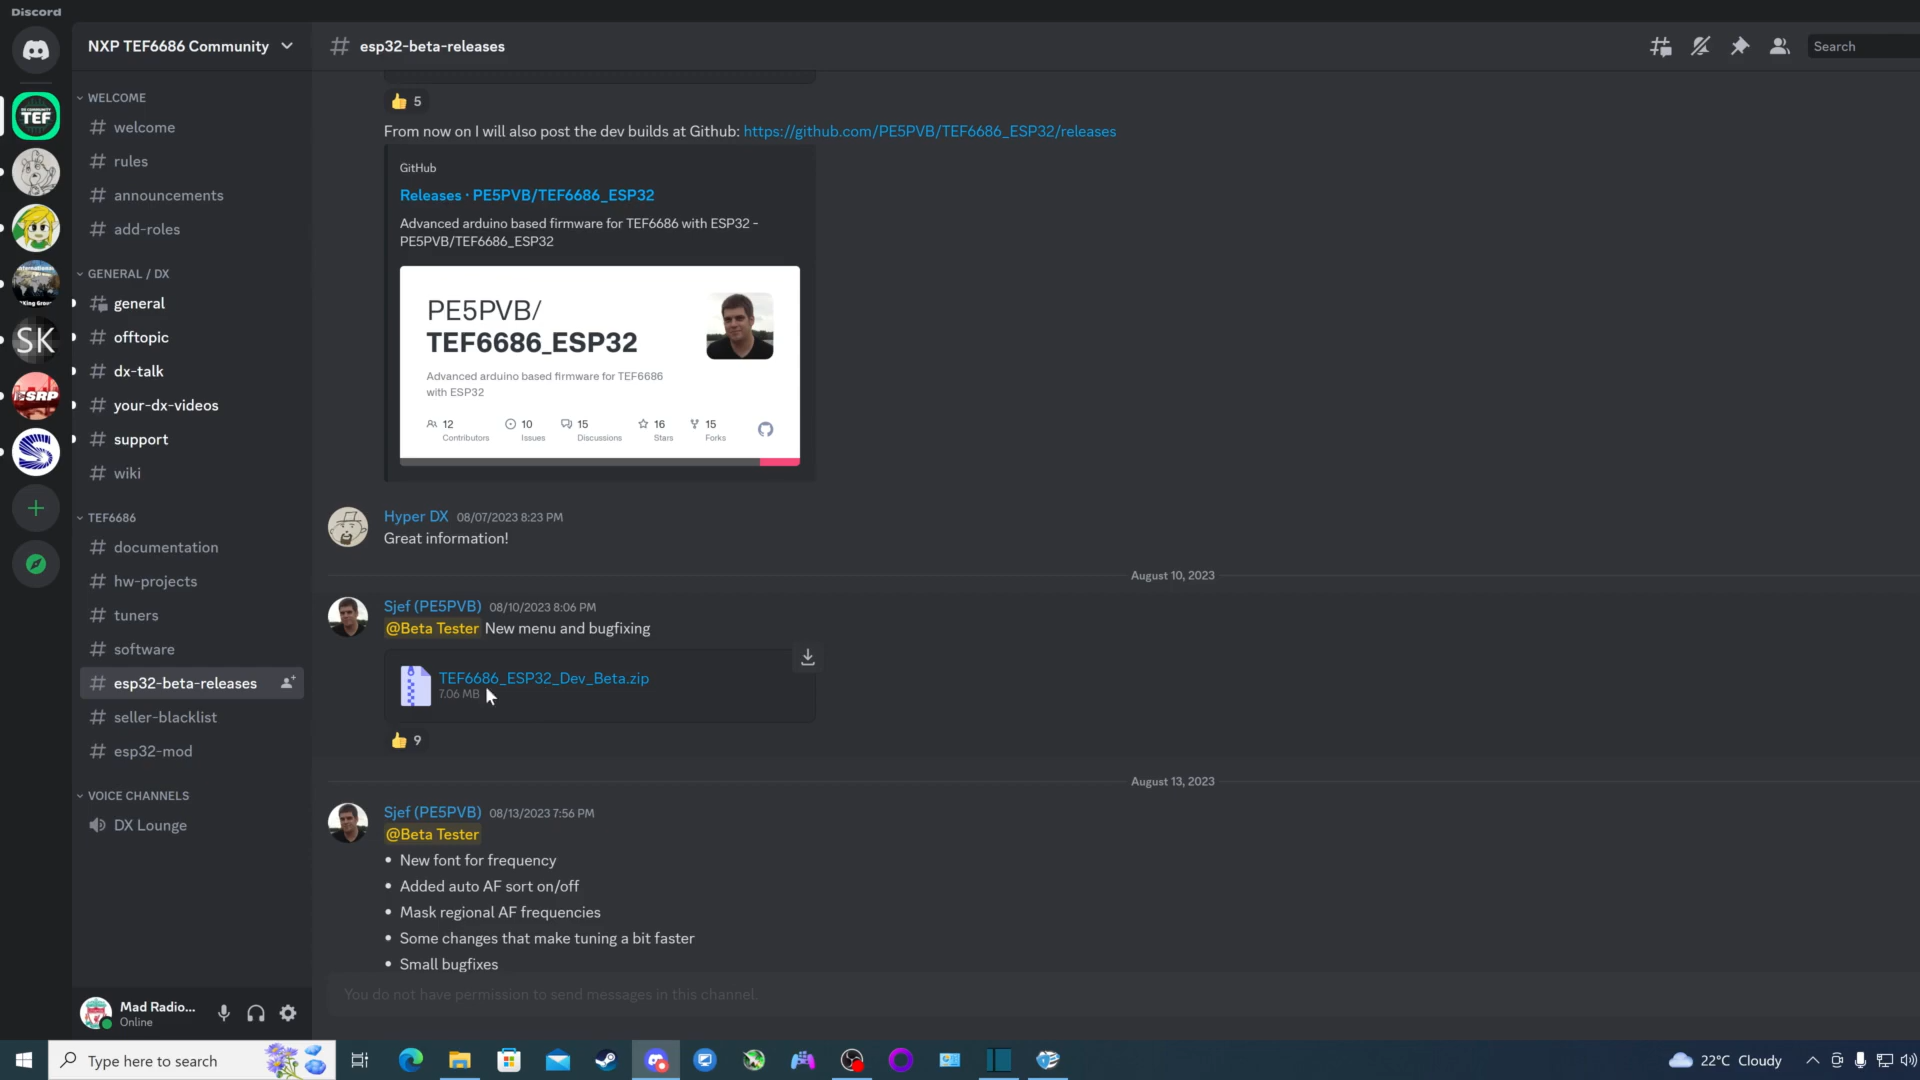 Discord
NXP TEF6686 Community
esp32-beta-releases
Search
WELCOME
welcome
rules
announcements
add-roles
GENERAL / DX
general
offtopic
dx-talk
your-dx-videos
support
wiki
TEF6686
documentation
hw-projects
tuners
software
esp32-beta-releases
seller-blacklist
esp32-mod
VOICE CHANNELS
DX Lounge
TEF
SK
Mad Radio...
Online
👍 5
From now on I will also post the dev builds at Github: https://github.com/PE5PVB/TEF6686_ESP32/releases
GitHub
Releases · PE5PVB/TEF6686_ESP32
Advanced arduino based firmware for TEF6686 with ESP32 -
PE5PVB/TEF6686_ESP32
PE5PVB/
TEF6686_ESP32
Advanced arduino based firmware for TEF6686
with ESP32
12 10 15 16 15
Contributors Issues Discussions Stars Forks
Hyper DX 08/07/2023 8:23 PM
Great information!
August 10, 2023
Sjef (PE5PVB) 08/10/2023 8:06 PM
@Beta Tester New menu and bugfixing
TEF6686_ESP32_Dev_Beta.zip
7.06 MB
👍 9
August 13, 2023
Sjef (PE5PVB) 08/13/2023 7:56 PM
@Beta Tester
• New font for frequency
• Added auto AF sort on/off
• Mask regional AF frequencies
• Some changes that make tuning a bit faster
• Small bugfixes
You do not have permission to send messages in this channel.
Type here to search
22°C Cloudy